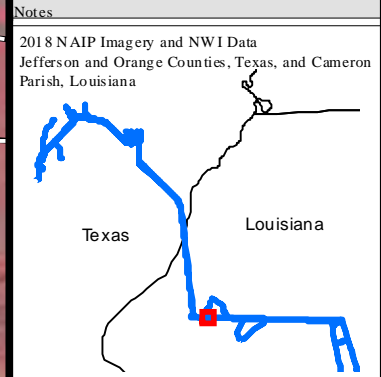 Notes
2018 NAIP Imagery and NWI Data
Jefferson and Orange Counties, Texas, and Cameron
Parish, Louisiana
Texas
Louisiana